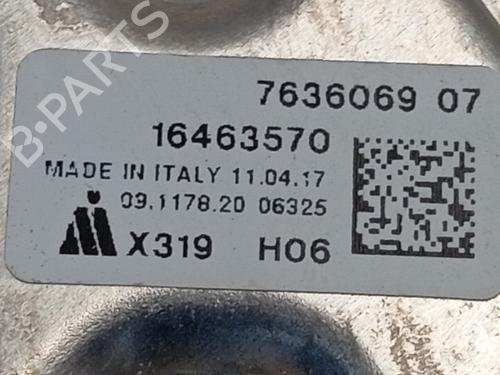 B-PARTS
7636069 07
16463570
MADE IN ITALY 11.04.17
09.1178.20 06325
X319 H06